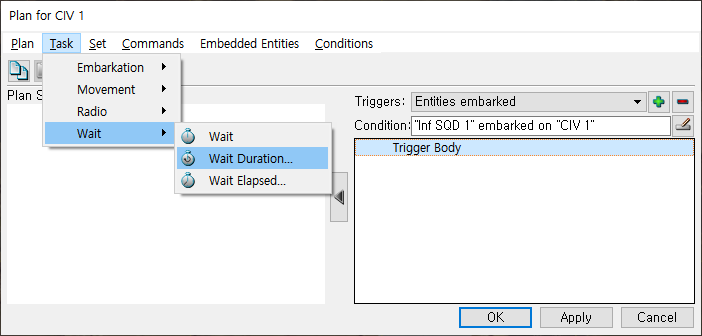 Plan for CIV 1
Plan Task Set Commands Embedded Entities Conditions
Embarkation
Movement
Radio
Wait
Wait
Wait Duration...
Wait Elapsed...
Plan S
Triggers: Entities embarked
Condition: "Inf SQD 1" embarked on "CIV 1"
Trigger Body
OK Apply Cancel